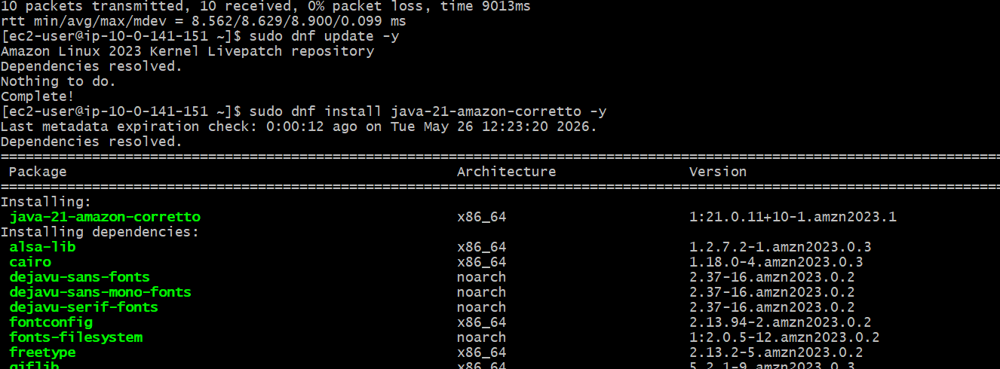 10 packets transmitted, 10 received, 0% packet loss, time 9013ms
rtt min/avg/max/mdev = 8.562/8.629/8.900/0.099 ms
[ec2-user@ip-10-0-141-151 ~]$ sudo dnf update -y
Amazon Linux 2023 Kernel Livepatch repository
Dependencies resolved.
Nothing to do.
Complete!
[ec2-user@ip-10-0-141-151 ~]$ sudo dnf install java-21-amazon-corretto -y
Last metadata expiration check: 0:00:12 ago on Tue May 26 12:23:20 2026.
Dependencies resolved.
Package Architecture Version
Installing:
java-21-amazon-corretto x86_64 1:21.0.11+10-1.amzn2023.1
Installing dependencies:
alsa-lib x86_64 1.2.7.2-1.amzn2023.0.3
cairo x86_64 1.18.0-4.amzn2023.0.3
dejavu-sans-fonts noarch 2.37-16.amzn2023.0.2
dejavu-sans-mono-fonts noarch 2.37-16.amzn2023.0.2
dejavu-serif-fonts noarch 2.37-16.amzn2023.0.2
fontconfig x86_64 2.13.94-2.amzn2023.0.2
fonts-filesystem noarch 1:2.0.5-12.amzn2023.0.2
freetype x86_64 2.13.2-5.amzn2023.0.2
giflib x86_64 5.2.1-9.amzn2023.0.3